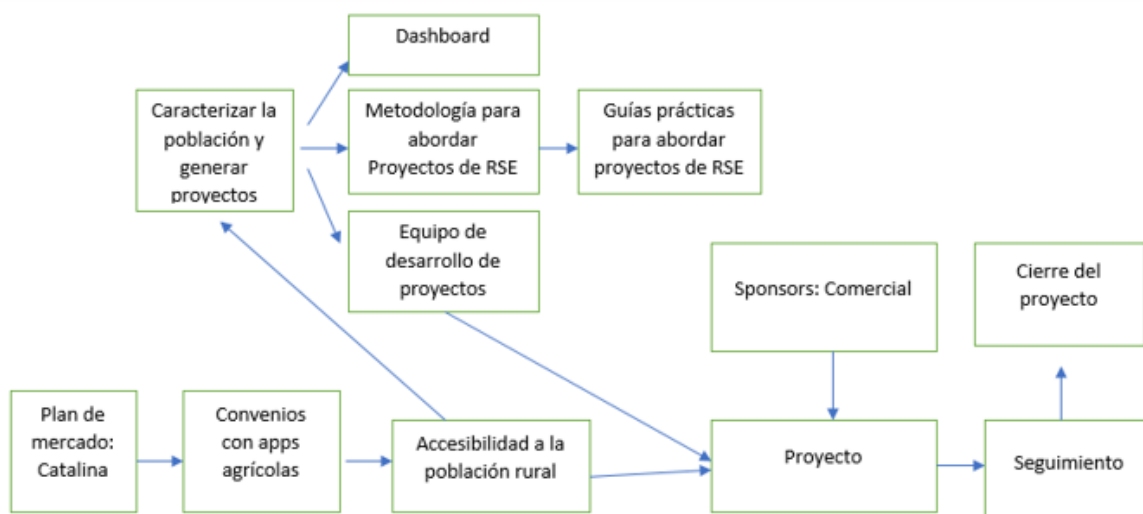 Dashboard
Caracterizar la
población y
generar
proyectos
Metodología para
abordar
Proyectos de RSE
Guías prácticas
para abordar
proyectos de RSE
Equipo de
desarrollo de
proyectos
Sponsors: Comercial
Cierre del
proyecto
Plan de
mercado:
Catalina
Convenios
con apps
agrícolas
Accesibilidad a la
población rural
Proyecto
Seguimiento